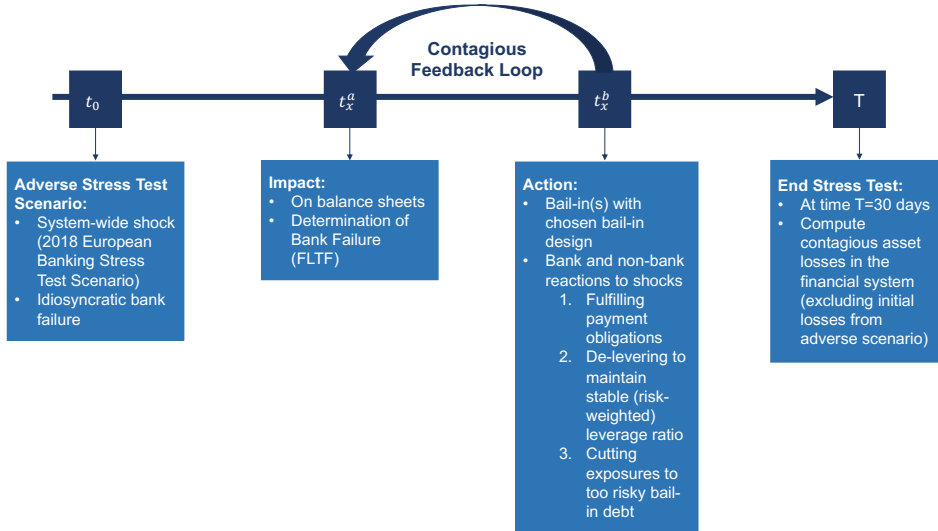 Contagious
Feedback Loop
t₀
tₓᵃ
tₓᵇ
T
Adverse Stress Test
Scenario:
• System-wide shock
(2018 European
Banking Stress
Test Scenario)
• Idiosyncratic bank
failure
Impact:
• On balance sheets
• Determination of
Bank Failure
(FLTF)
Action:
• Bail-in(s) with
chosen bail-in
design
• Bank and non-bank
reactions to shocks
1. Fulfilling
payment
obligations
2. De-levering to
maintain
stable (risk-
weighted)
leverage ratio
3. Cutting
exposures to
too risky bail-
in debt
End Stress Test:
• At time T=30 days
• Compute
contagious asset
losses in the
financial system
(excluding initial
losses from
adverse scenario)